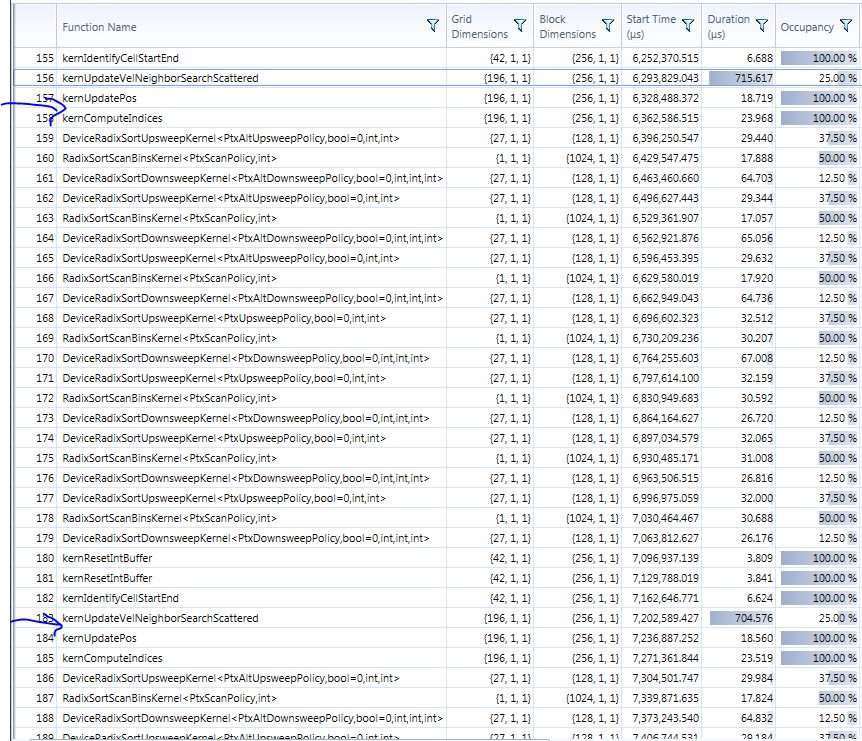 Function Name Grid Dimensions Block Dimensions Start Time (μs) Duration (μs) Occupancy
155 kernIdentifyCellStartEnd {42, 1, 1} {256, 1, 1} 6,252,370.515 6.688 100.00 %
156 kernUpdateVelNeighborSearchScattered {196, 1, 1} {256, 1, 1} 6,293,829.043 715.617 25.00 %
157 kernUpdatePos {196, 1, 1} {256, 1, 1} 6,328,488.372 18.719 100.00 %
158 kernComputeIndices {196, 1, 1} {256, 1, 1} 6,362,586.515 23.968 100.00 %
159 DeviceRadixSortUpsweepKernel<PtxAltUpsweepPolicy,bool=0,int,int> {27, 1, 1} {128, 1, 1} 6,396,250.547 29.440 37.50 %
160 RadixSortScanBinsKernel<PtxScanPolicy,int> {1, 1, 1} {1024, 1, 1} 6,429,547.475 17.888 50.00 %
161 DeviceRadixSortDownsweepKernel<PtxAltDownsweepPolicy,bool=0,int,int,int> {27, 1, 1} {128, 1, 1} 6,463,460.660 64.703 12.50 %
162 DeviceRadixSortUpsweepKernel<PtxAltUpsweepPolicy,bool=0,int,int> {27, 1, 1} {128, 1, 1} 6,496,627.443 29.344 37.50 %
163 RadixSortScanBinsKernel<PtxScanPolicy,int> {1, 1, 1} {1024, 1, 1} 6,529,361.907 17.057 50.00 %
164 DeviceRadixSortDownsweepKernel<PtxAltDownsweepPolicy,bool=0,int,int,int> {27, 1, 1} {128, 1, 1} 6,562,921.876 65.056 12.50 %
165 DeviceRadixSortUpsweepKernel<PtxAltUpsweepPolicy,bool=0,int,int> {27, 1, 1} {128, 1, 1} 6,596,453.395 29.632 37.50 %
166 RadixSortScanBinsKernel<PtxScanPolicy,int> {1, 1, 1} {1024, 1, 1} 6,629,580.019 17.920 50.00 %
167 DeviceRadixSortDownsweepKernel<PtxAltDownsweepPolicy,bool=0,int,int,int> {27, 1, 1} {128, 1, 1} 6,662,949.043 64.736 12.50 %
168 DeviceRadixSortUpsweepKernel<PtxUpsweepPolicy,bool=0,int,int> {27, 1, 1} {128, 1, 1} 6,696,602.323 32.512 37.50 %
169 RadixSortScanBinsKernel<PtxScanPolicy,int> {1, 1, 1} {1024, 1, 1} 6,730,209.236 30.207 50.00 %
170 DeviceRadixSortDownsweepKernel<PtxDownsweepPolicy,bool=0,int,int,int> {27, 1, 1} {128, 1, 1} 6,764,255.603 67.008 12.50 %
171 DeviceRadixSortUpsweepKernel<PtxUpsweepPolicy,bool=0,int,int> {27, 1, 1} {128, 1, 1} 6,797,614.100 32.159 37.50 %
172 RadixSortScanBinsKernel<PtxScanPolicy,int> {1, 1, 1} {1024, 1, 1} 6,830,949.683 30.592 50.00 %
173 DeviceRadixSortDownsweepKernel<PtxDownsweepPolicy,bool=0,int,int,int> {27, 1, 1} {128, 1, 1} 6,864,164.627 26.720 12.50 %
174 DeviceRadixSortUpsweepKernel<PtxUpsweepPolicy,bool=0,int,int> {27, 1, 1} {128, 1, 1} 6,897,034.579 32.065 37.50 %
175 RadixSortScanBinsKernel<PtxScanPolicy,int> {1, 1, 1} {1024, 1, 1} 6,930,485.171 31.008 50.00 %
176 DeviceRadixSortDownsweepKernel<PtxDownsweepPolicy,bool=0,int,int,int> {27, 1, 1} {128, 1, 1} 6,963,506.515 26.816 12.50 %
177 DeviceRadixSortUpsweepKernel<PtxUpsweepPolicy,bool=0,int,int> {27, 1, 1} {128, 1, 1} 6,996,975.059 32.000 37.50 %
178 RadixSortScanBinsKernel<PtxScanPolicy,int> {1, 1, 1} {1024, 1, 1} 7,030,464.467 30.688 50.00 %
179 DeviceRadixSortDownsweepKernel<PtxDownsweepPolicy,bool=0,int,int,int> {27, 1, 1} {128, 1, 1} 7,063,812.627 26.176 12.50 %
180 kernResetIntBuffer {42, 1, 1} {256, 1, 1} 7,096,937.139 3.809 100.00 %
181 kernResetIntBuffer {42, 1, 1} {256, 1, 1} 7,129,788.019 3.841 100.00 %
182 kernIdentifyCellStartEnd {42, 1, 1} {256, 1, 1} 7,162,646.771 6.624 100.00 %
183 kernUpdateVelNeighborSearchScattered {196, 1, 1} {256, 1, 1} 7,202,589.427 704.576 25.00 %
184 kernUpdatePos {196, 1, 1} {256, 1, 1} 7,236,887.252 18.560 100.00 %
185 kernComputeIndices {196, 1, 1} {256, 1, 1} 7,271,361.844 23.519 100.00 %
186 DeviceRadixSortUpsweepKernel<PtxAltUpsweepPolicy,bool=0,int,int> {27, 1, 1} {128, 1, 1} 7,304,501.747 29.984 37.50 %
187 RadixSortScanBinsKernel<PtxScanPolicy,int> {1, 1, 1} {1024, 1, 1} 7,339,871.635 17.824 50.00 %
188 DeviceRadixSortDownsweepKernel<PtxAltDownsweepPolicy,bool=0,int,int,int> {27, 1, 1} {128, 1, 1} 7,373,243.540 64.832 12.50 %
189 DeviceRadixSortUpsweepKernel<PtxAltUpsweepPolicy,bool=0,int,int> {27, 1, 1} {128, 1, 1} 7,406,744.531 29.184 37.50 %